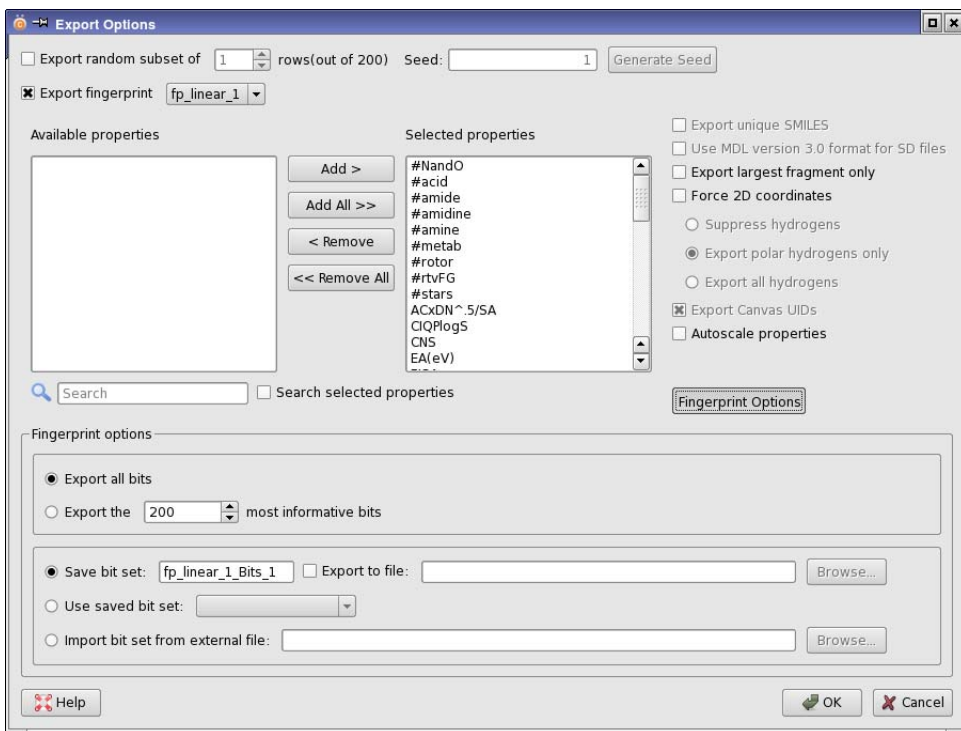 Export Options
Export random subset of 1 rows(out of 200) Seed: 1 Generate Seed
Export fingerprint fp_linear_1
Available properties
Selected properties
Add >
Add All >>
< Remove
<< Remove All
#NandO
#acid
#amide
#amidine
#amine
#metab
#rotor
#rtvFG
#stars
ACxDN^.5/SA
CIQPlogS
CNS
EA(eV)
Export unique SMILES
Use MDL version 3.0 format for SD files
Export largest fragment only
Force 2D coordinates
Suppress hydrogens
Export polar hydrogens only
Export all hydrogens
Export Canvas UIDs
Autoscale properties
Search Search selected properties
Fingerprint Options
Fingerprint options
Export all bits
Export the 200 most informative bits
Save bit set: fp_linear_1_Bits_1 Export to file: Browse...
Use saved bit set:
Import bit set from external file: Browse...
Help OK Cancel